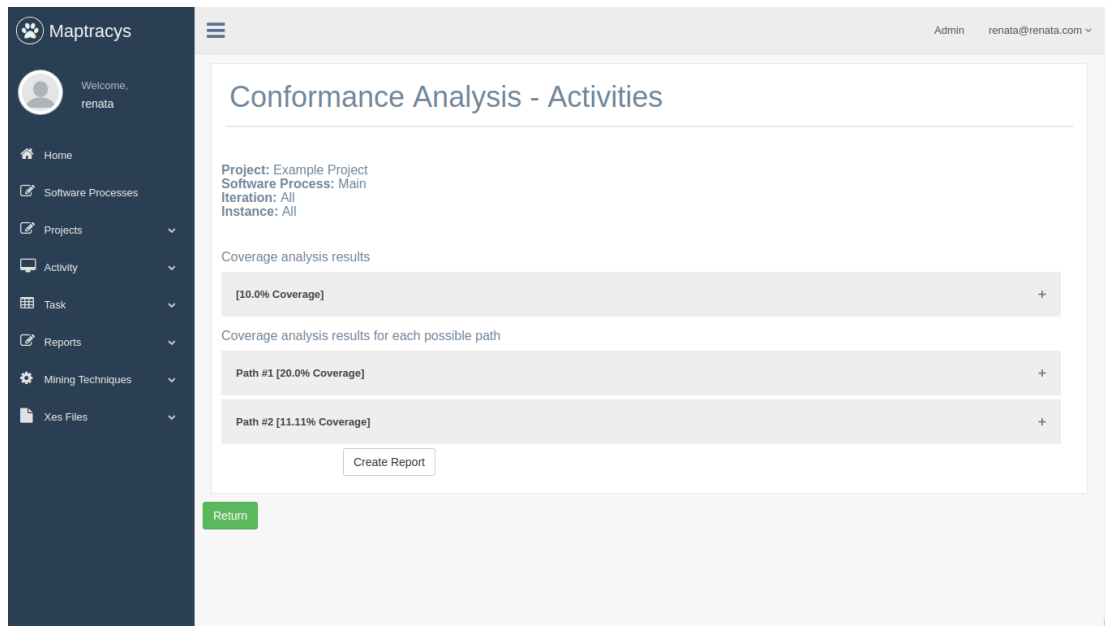 Maptracys
Admin renata@renata.com
Welcome,
renata
Home
Software Processes
Projects
Activity
Task
Reports
Mining Techniques
Xes Files
Conformance Analysis - Activities
Project: Example Project
Software Process: Main
Iteration: All
Instance: All
Coverage analysis results
[10.0% Coverage] +
Coverage analysis results for each possible path
Path #1 [20.0% Coverage] +
Path #2 [11.11% Coverage] +
Create Report
Return